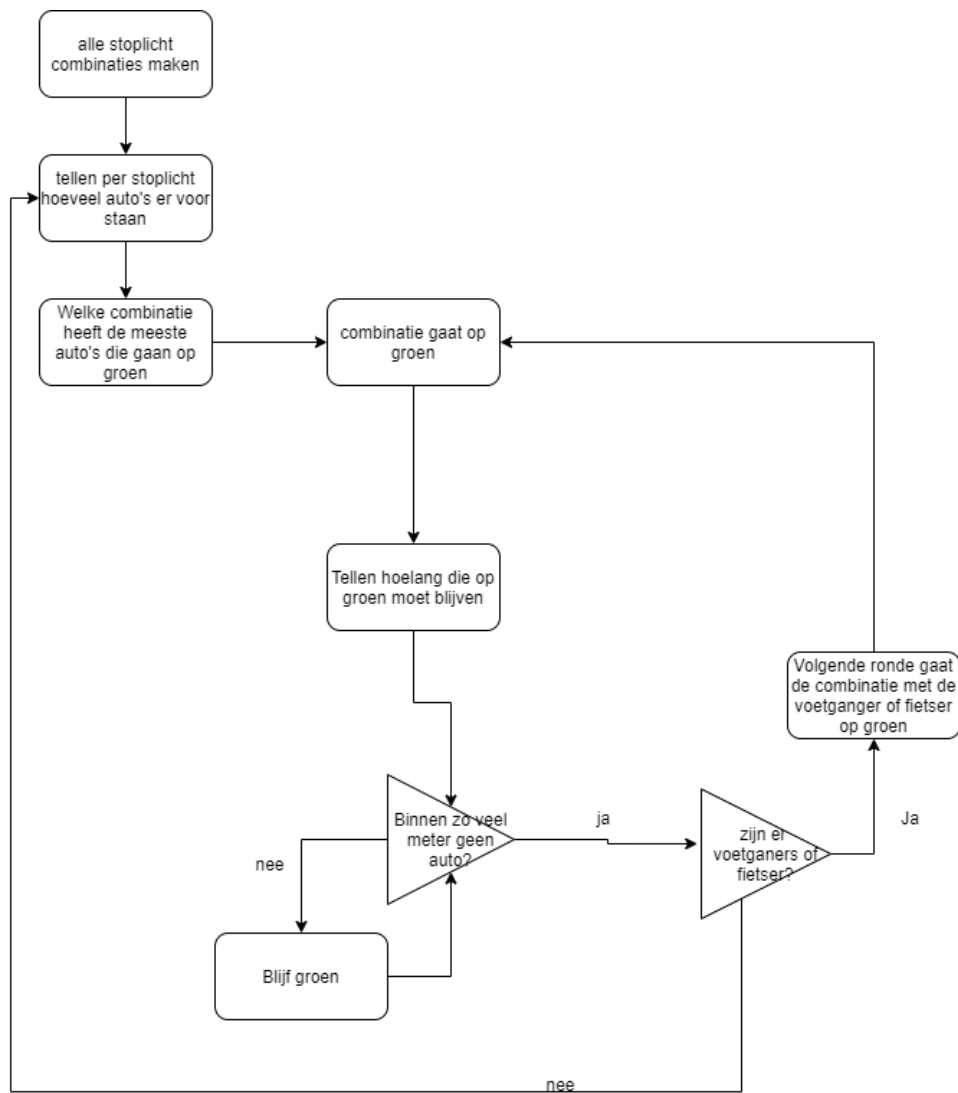 alle stoplicht
combinaties maken
tellen per stoplicht
hoeveel auto's er voor
staan
Welke combinatie
heeft de meeste
auto's die gaan op
groen
combinatie gaat op
groen
Tellen hoelang die op
groen moet blijven
Volgende ronde gaat
de combinatie met de
voetganger of fietser
op groen
Binnen zo veel
meter geen
auto?
ja
zijn er
voetganers of
fietser?
Ja
nee
Blijf groen
nee